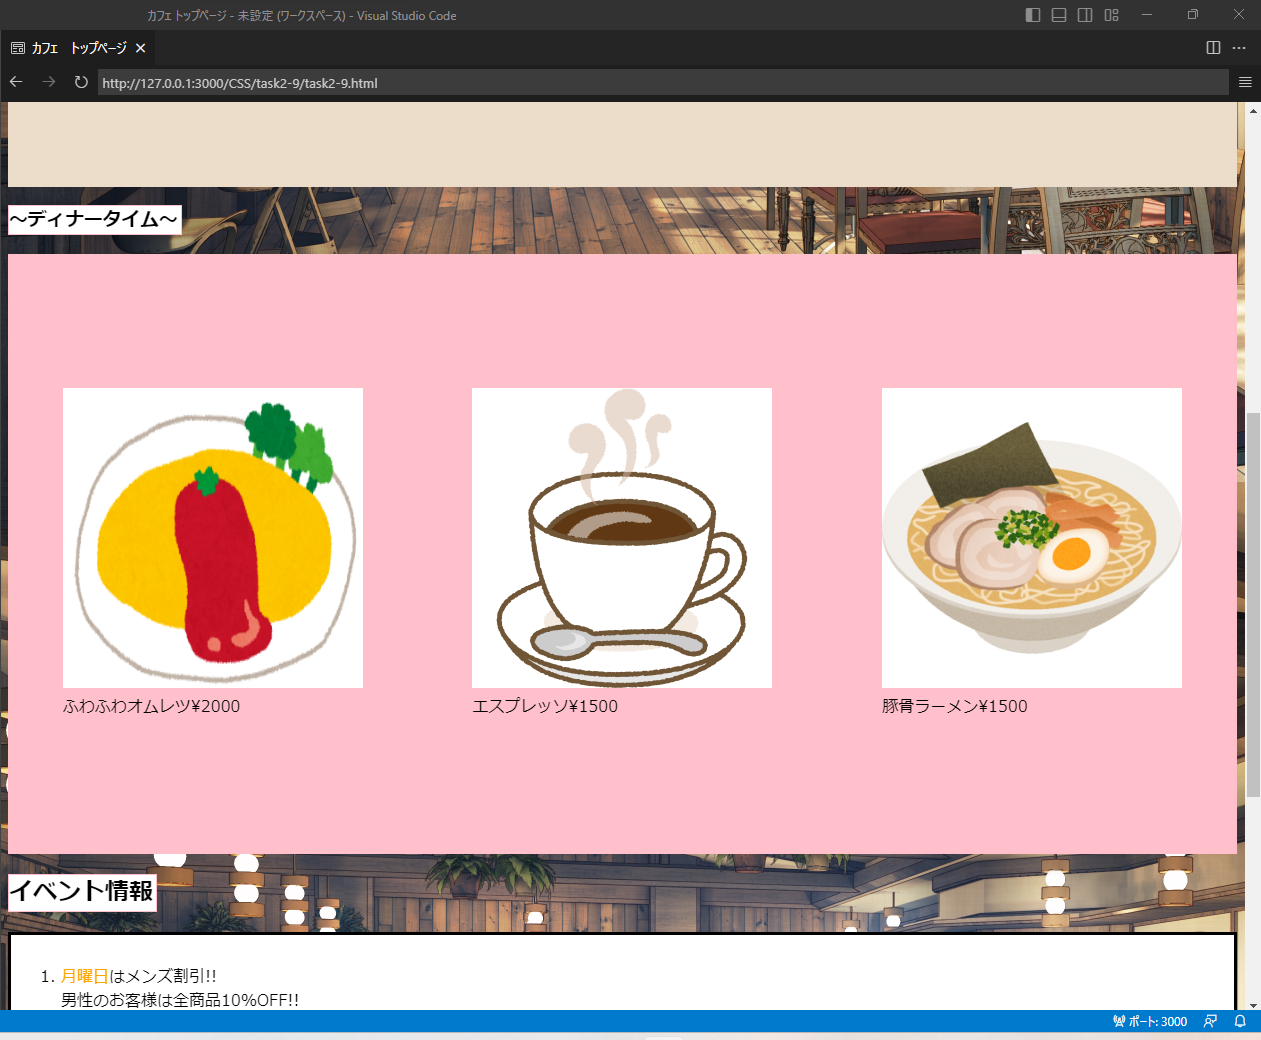 カフェ トップページ - 未設定 (ワークスペース) - Visual Studio Code
カフェ　トップページ
http://127.0.0.1:3000/CSS/task2-9/task2-9.html
～ディナータイム～
ふわふわオムレツ¥2000
エスプレッソ¥1500
豚骨ラーメン¥1500
イベント情報
1. 月曜日はメンズ割引!!
男性のお客様は全商品10%OFF!!
ポート: 3000